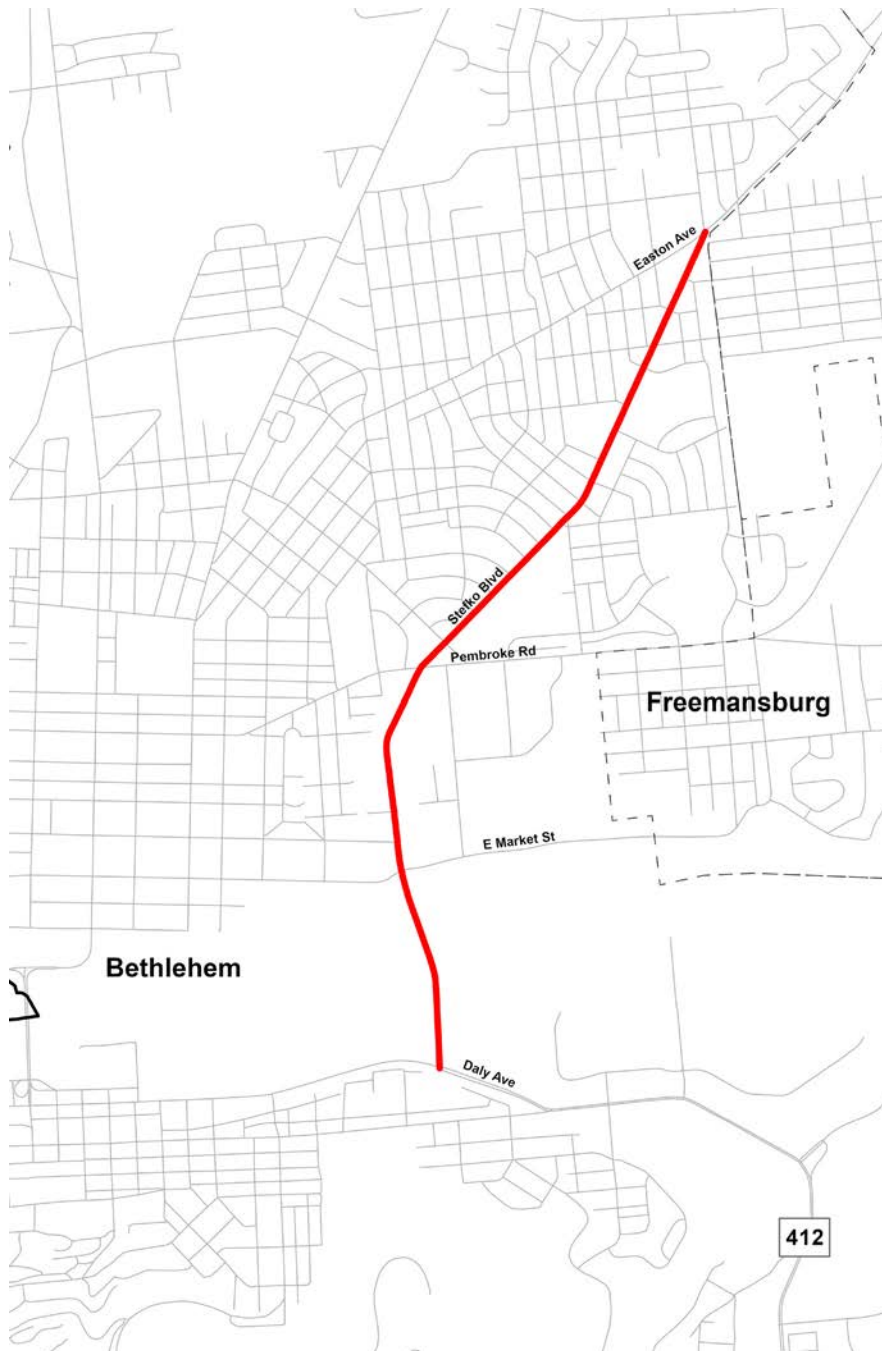 Easton Ave
Stefko Blvd
Pembroke Rd
Freemansburg
E Market St
Bethlehem
Daly Ave
412